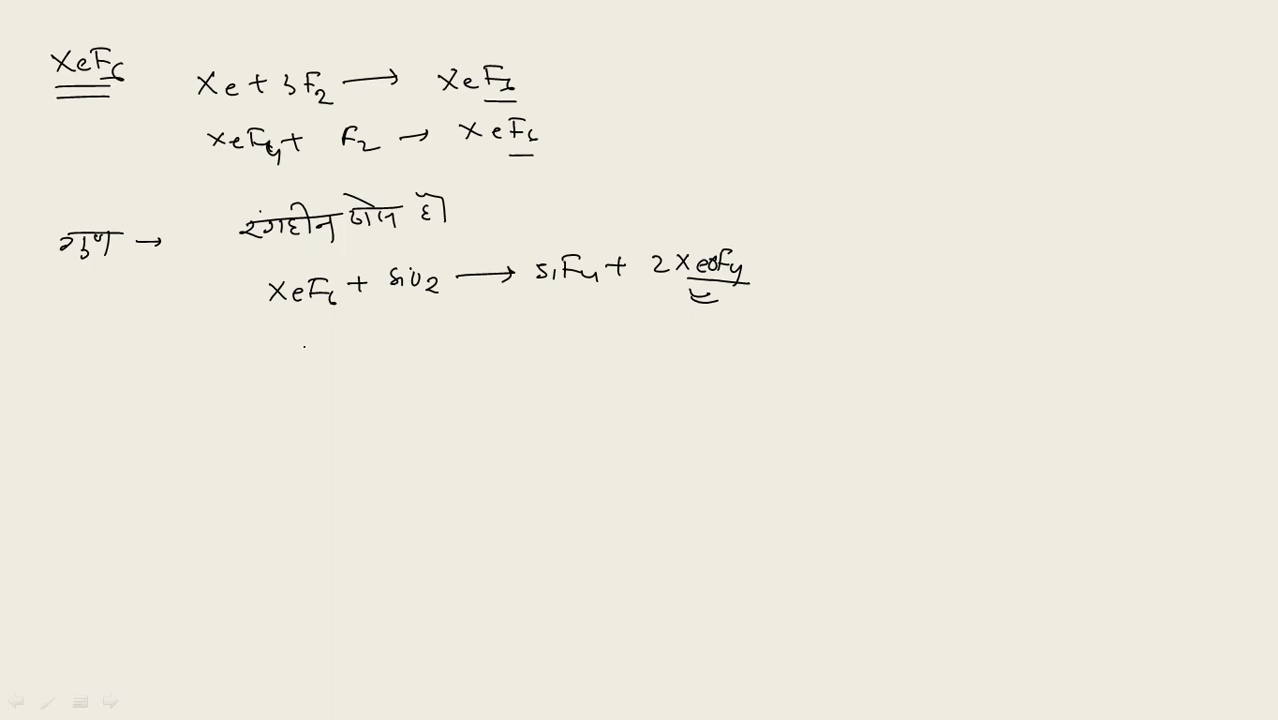 XeF6
Xe + 3F2 → XeF6
XeF4 + F2 → XeF6
गुण → रंगहीन ठोस है
XeF6 + SiO2 → SiF4 + 2XeOF4